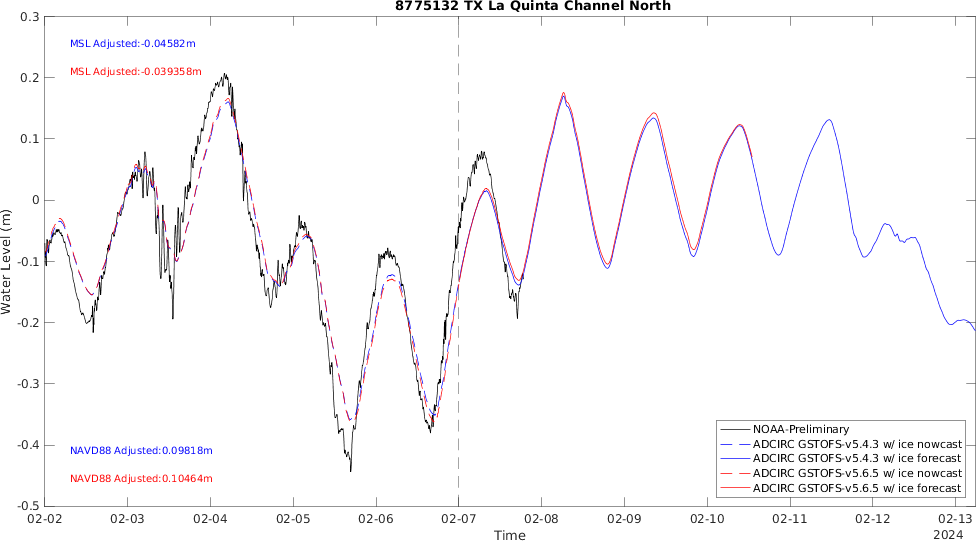 8775132 TX La Quinta Channel North
MSL Adjusted:-0.04582m
MSL Adjusted:-0.039358m
NAVD88 Adjusted:0.09818m
NAVD88 Adjusted:0.10464m
Water Level (m)
0.3
0.2
0.1
0
-0.1
-0.2
-0.3
-0.4
-0.5
NOAA-Preliminary
ADCIRC GSTOFS-v5.4.3 w/ ice nowcast
ADCIRC GSTOFS-v5.4.3 w/ ice forecast
ADCIRC GSTOFS-v5.6.5 w/ ice nowcast
ADCIRC GSTOFS-v5.6.5 w/ ice forecast
02-02 02-03 02-04 02-05 02-06 02-07 02-08 02-09 02-10 02-11 02-12 02-13
Time
2024